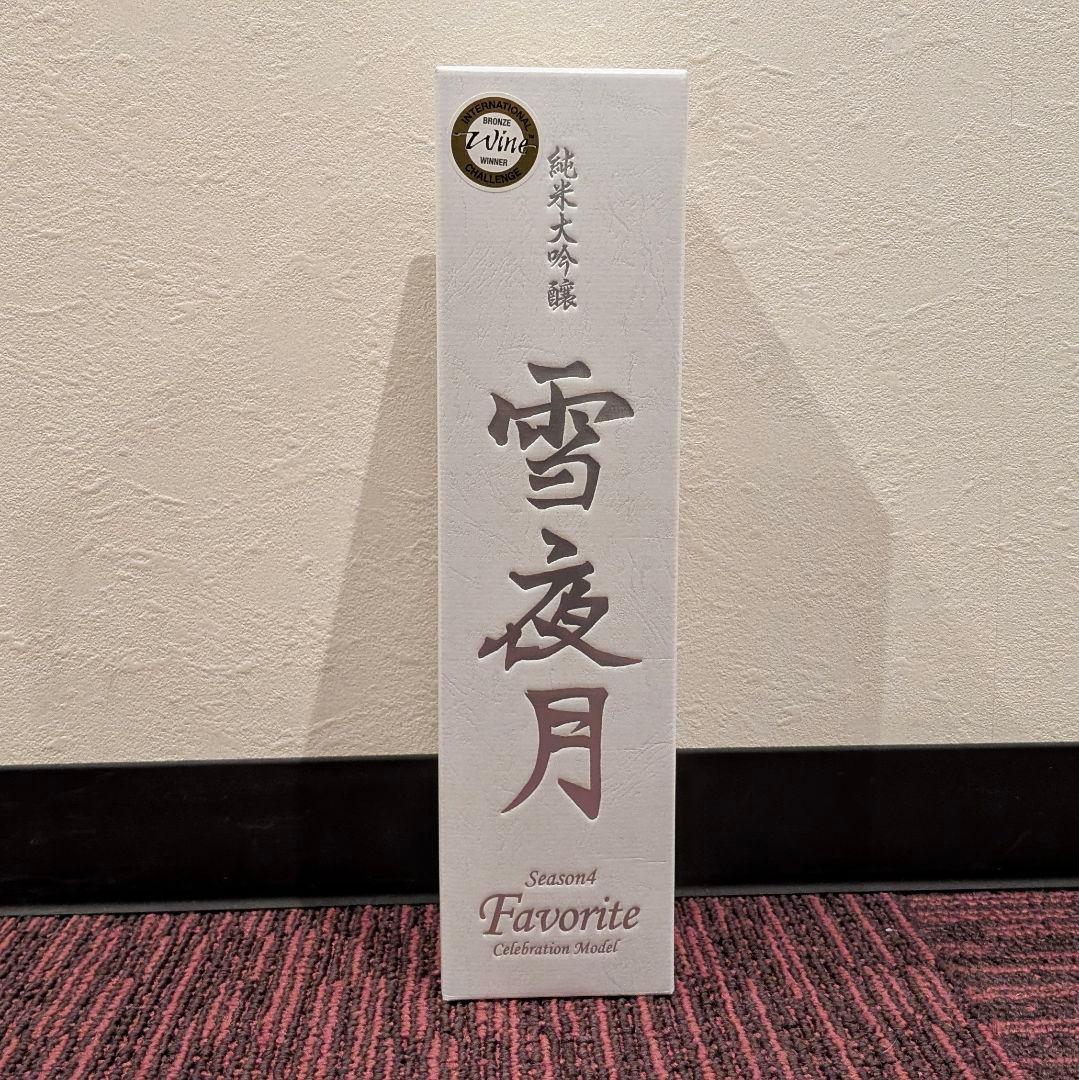 INTERNATIONAL
BRONZE
Wine
WINNER
CHALLENGE
純米大吟醸
雪夜月
Season4
Favorite
Celebration Model